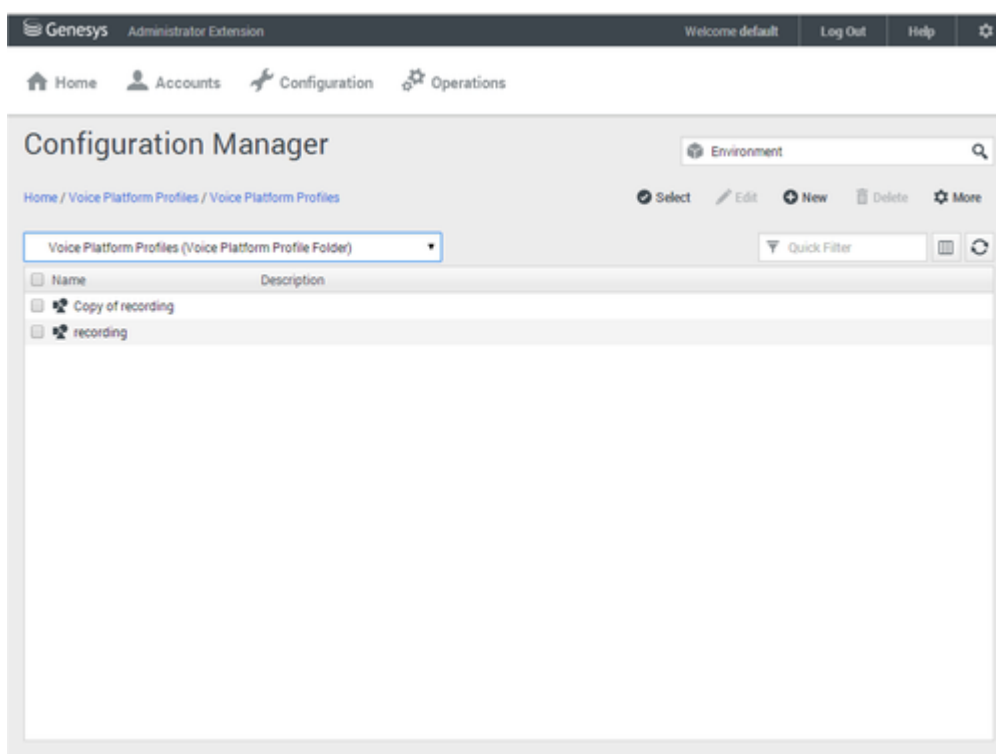 Genesys Administrator Extension Welcome default Log Out Help
Home Accounts Configuration Operations
Configuration Manager
Environment
Home / Voice Platform Profiles / Voice Platform Profiles
Select Edit New Delete More
Voice Platform Profiles (Voice Platform Profile Folder)
Quick Filter
Name Description
Copy of recording
recording